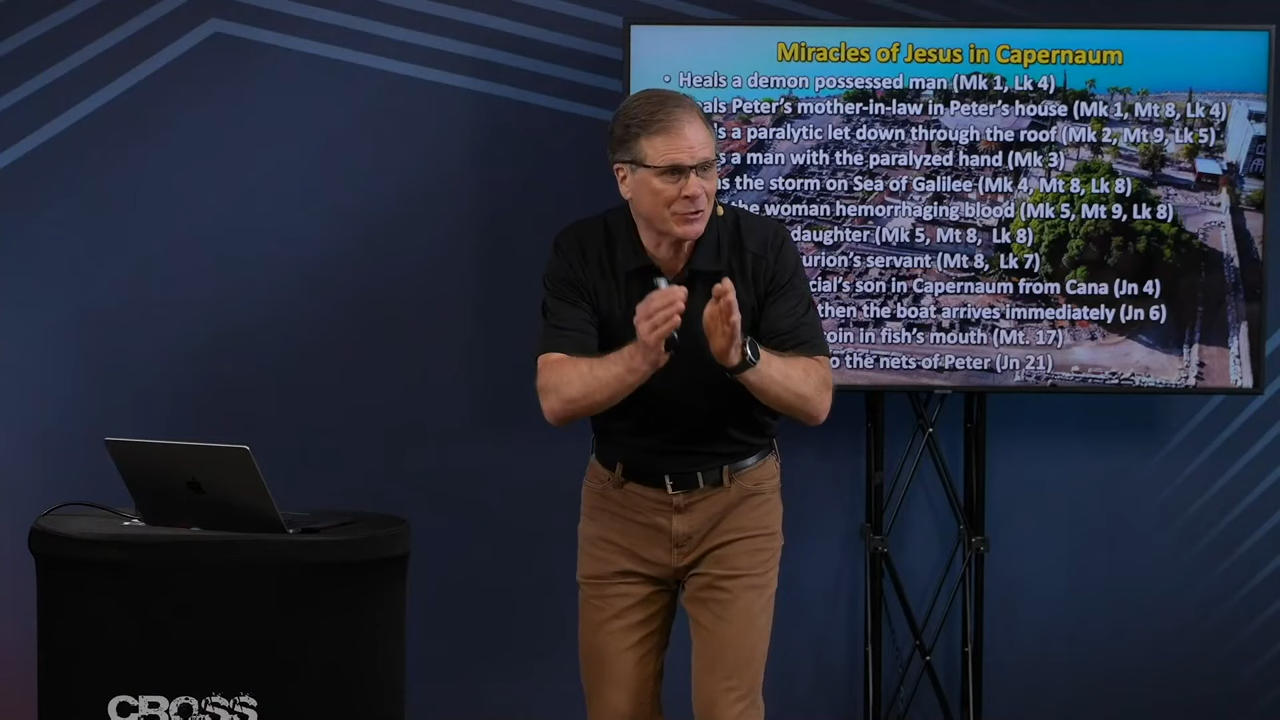 Miracles of Jesus in Capernaum
• Heals a demon possessed man (Mk 1, Lk 4)
eals Peter's mother-in-law in Peter's house (Mk 1, Mt 8, Lk 4)
ls a paralytic let down through the roof (Mk 2, Mt 9, Lk 5)
s a man with the paralyzed hand (Mk 3)
s the storm on Sea of Galilee (Mk 4, Mt 8, Lk 8)
the woman hemorrhaging blood (Mk 5, Mt 9, Lk 8)
daughter (Mk 5, Mt 8, Lk 8)
urion's servant (Mt 8, Lk 7)
cial's son in Capernaum from Cana (Jn 4)
then the boat arrives immediately (Jn 6)
oin in fish's mouth (Mt. 17)
o the nets of Peter (Jn 21)
CROSS